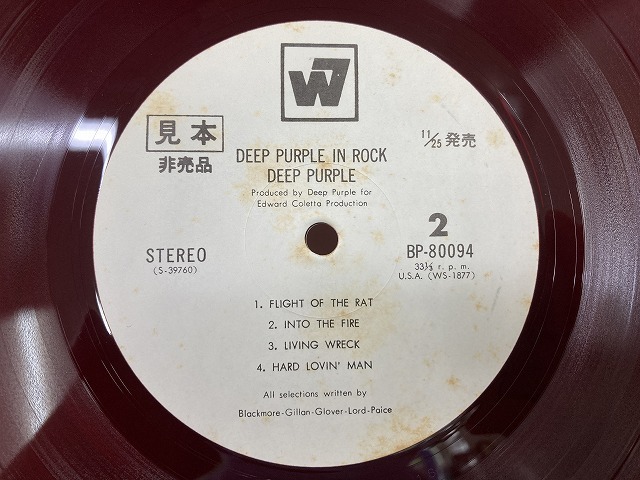 W7
見本
非売品
11/25 発売
DEEP PURPLE IN ROCK
DEEP PURPLE
Produced by Deep Purple for
Edward Coletta Production
2
STEREO
(S-39760)
BP-80094
33⅓ r. p. m.
U.S.A. (WS-1877)
1. FLIGHT OF THE RAT
2. INTO THE FIRE
3. LIVING WRECK
4. HARD LOVIN' MAN
All selections written by
Blackmore-Gillan-Glover-Lord-Paice